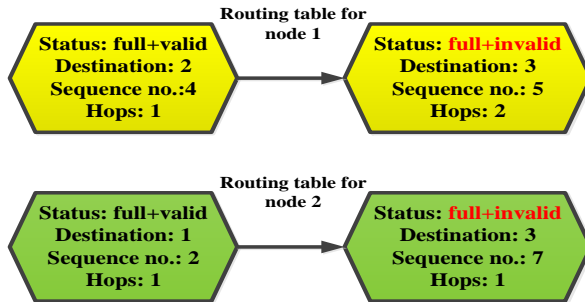 Routing table for
node 1
Status: full+valid
Destination: 2
Sequence no.:4
Hops: 1
Status: full+invalid
Destination: 3
Sequence no.: 5
Hops: 2
Routing table for
node 2
Status: full+valid
Destination: 1
Sequence no.: 2
Hops: 1
Status: full+invalid
Destination: 3
Sequence no.: 7
Hops: 1